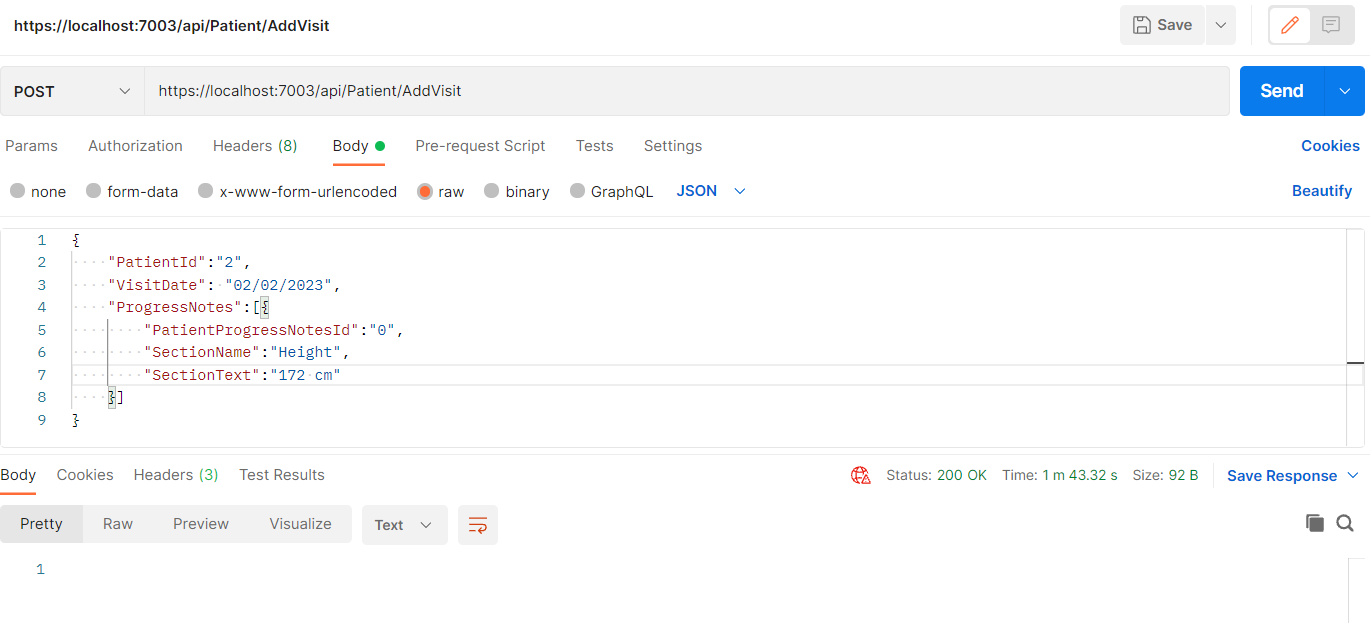 https://localhost:7003/api/Patient/AddVisit
Save
POST
https://localhost:7003/api/Patient/AddVisit
Send
Params Authorization Headers (8) Body Pre-request Script Tests Settings Cookies
none form-data x-www-form-urlencoded raw binary GraphQL JSON Beautify
1 {
2 "PatientId":"2",
3 "VisitDate": "02/02/2023",
4 "ProgressNotes":[{
5 "PatientProgressNotesId":"0",
6 "SectionName":"Height",
7 "SectionText":"172 cm"
8 }]
9 }
Body Cookies Headers (3) Test Results Status: 200 OK Time: 1 m 43.32 s Size: 92 B Save Response
Pretty Raw Preview Visualize Text
1